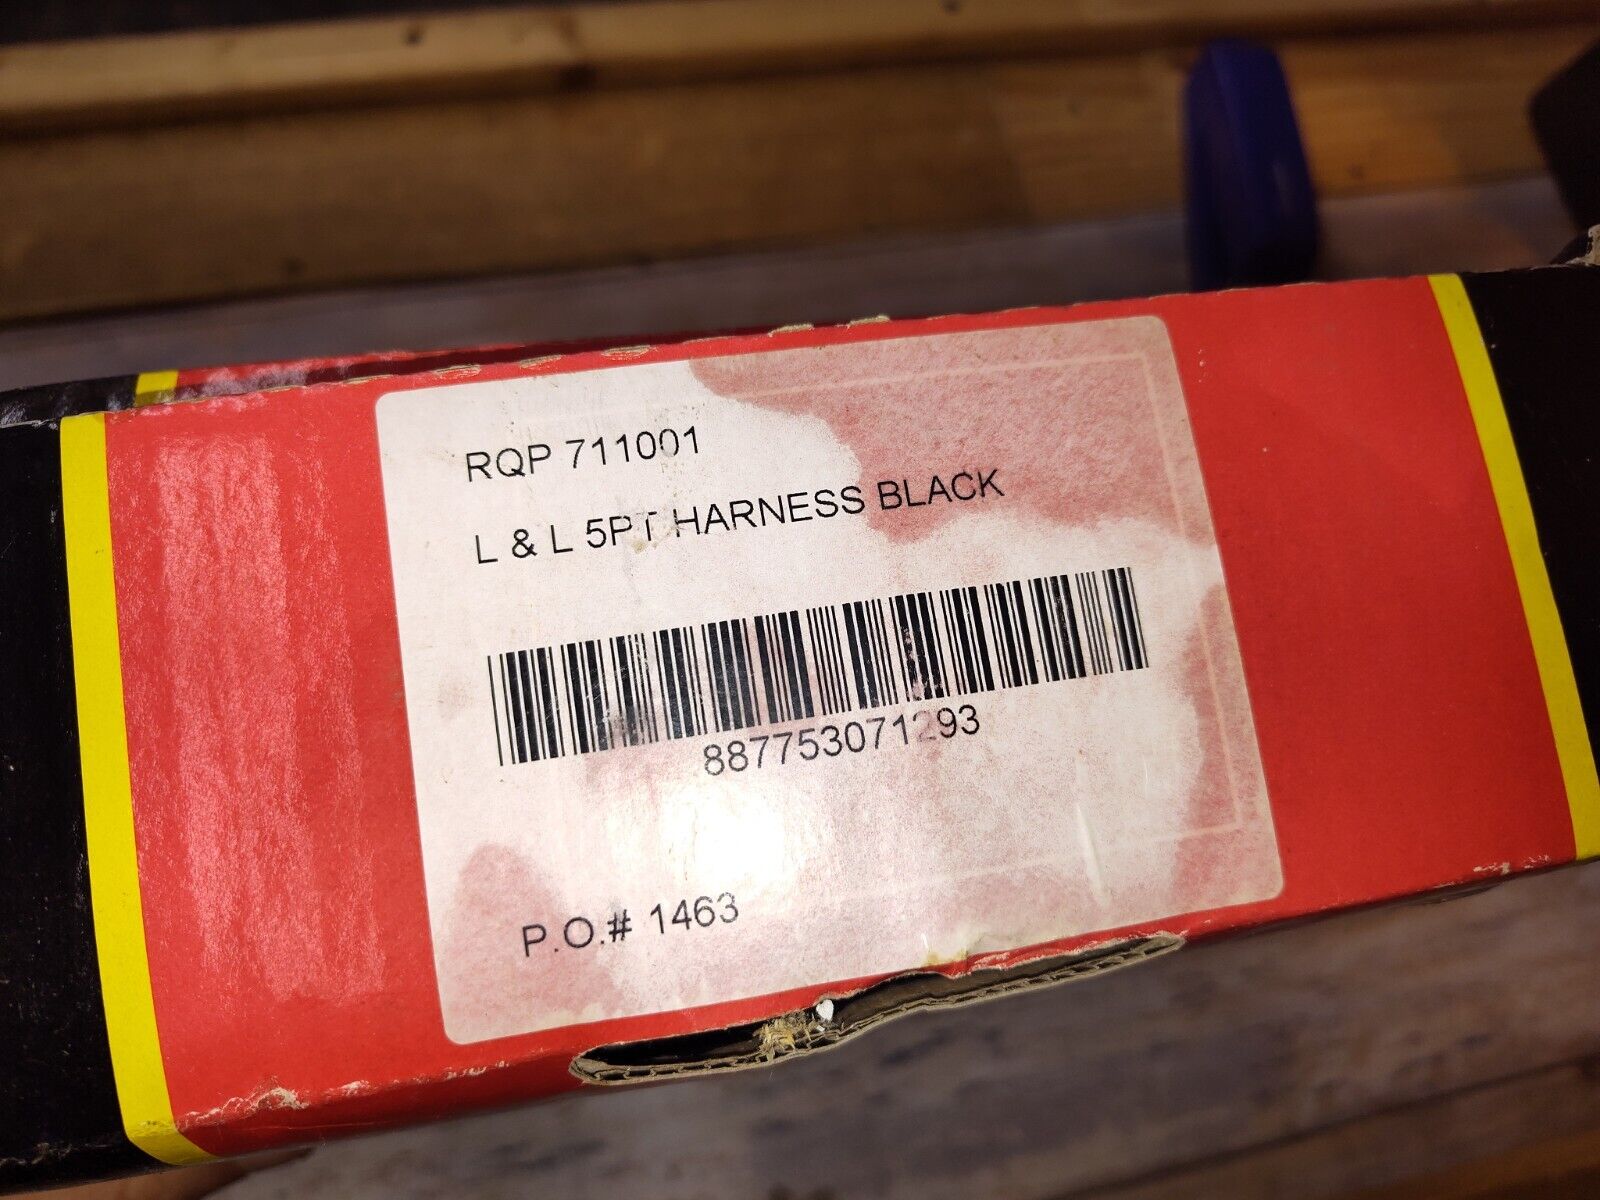 RQP 711001
L & L 5PT HARNESS BLACK
887753071293
P.O.# 1463